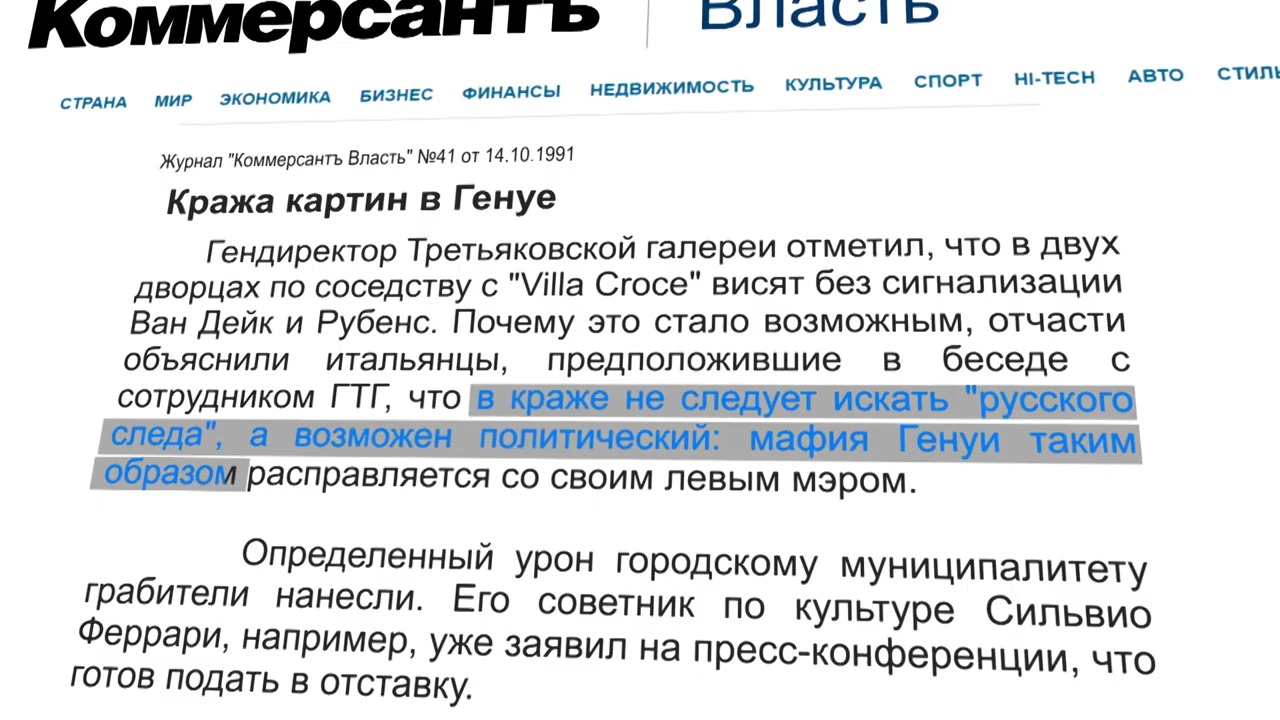 Коммерсантъ Власть
СТРАНА МИР ЭКОНОМИКА БИЗНЕС ФИНАНСЫ НЕДВИЖИМОСТЬ КУЛЬТУРА СПОРТ HI-TECH АВТО СТИЛЬ
Журнал "Коммерсантъ Власть" №41 от 14.10.1991
Кража картин в Генуе
Гендиректор Третьяковской галереи отметил, что в двух
дворцах по соседству с "Villa Croce" висят без сигнализации
Ван Дейк и Рубенс. Почему это стало возможным, отчасти
объяснили итальянцы, предположившие в беседе с
сотрудником ГТГ, что в краже не следует искать "русского
следа", а возможен политический: мафия Генуи таким
образом расправляется со своим левым мэром.
Определенный урон городскому муниципалитету
грабители нанесли. Его советник по культуре Сильвио
Феррари, например, уже заявил на пресс-конференции, что
готов подать в отставку.